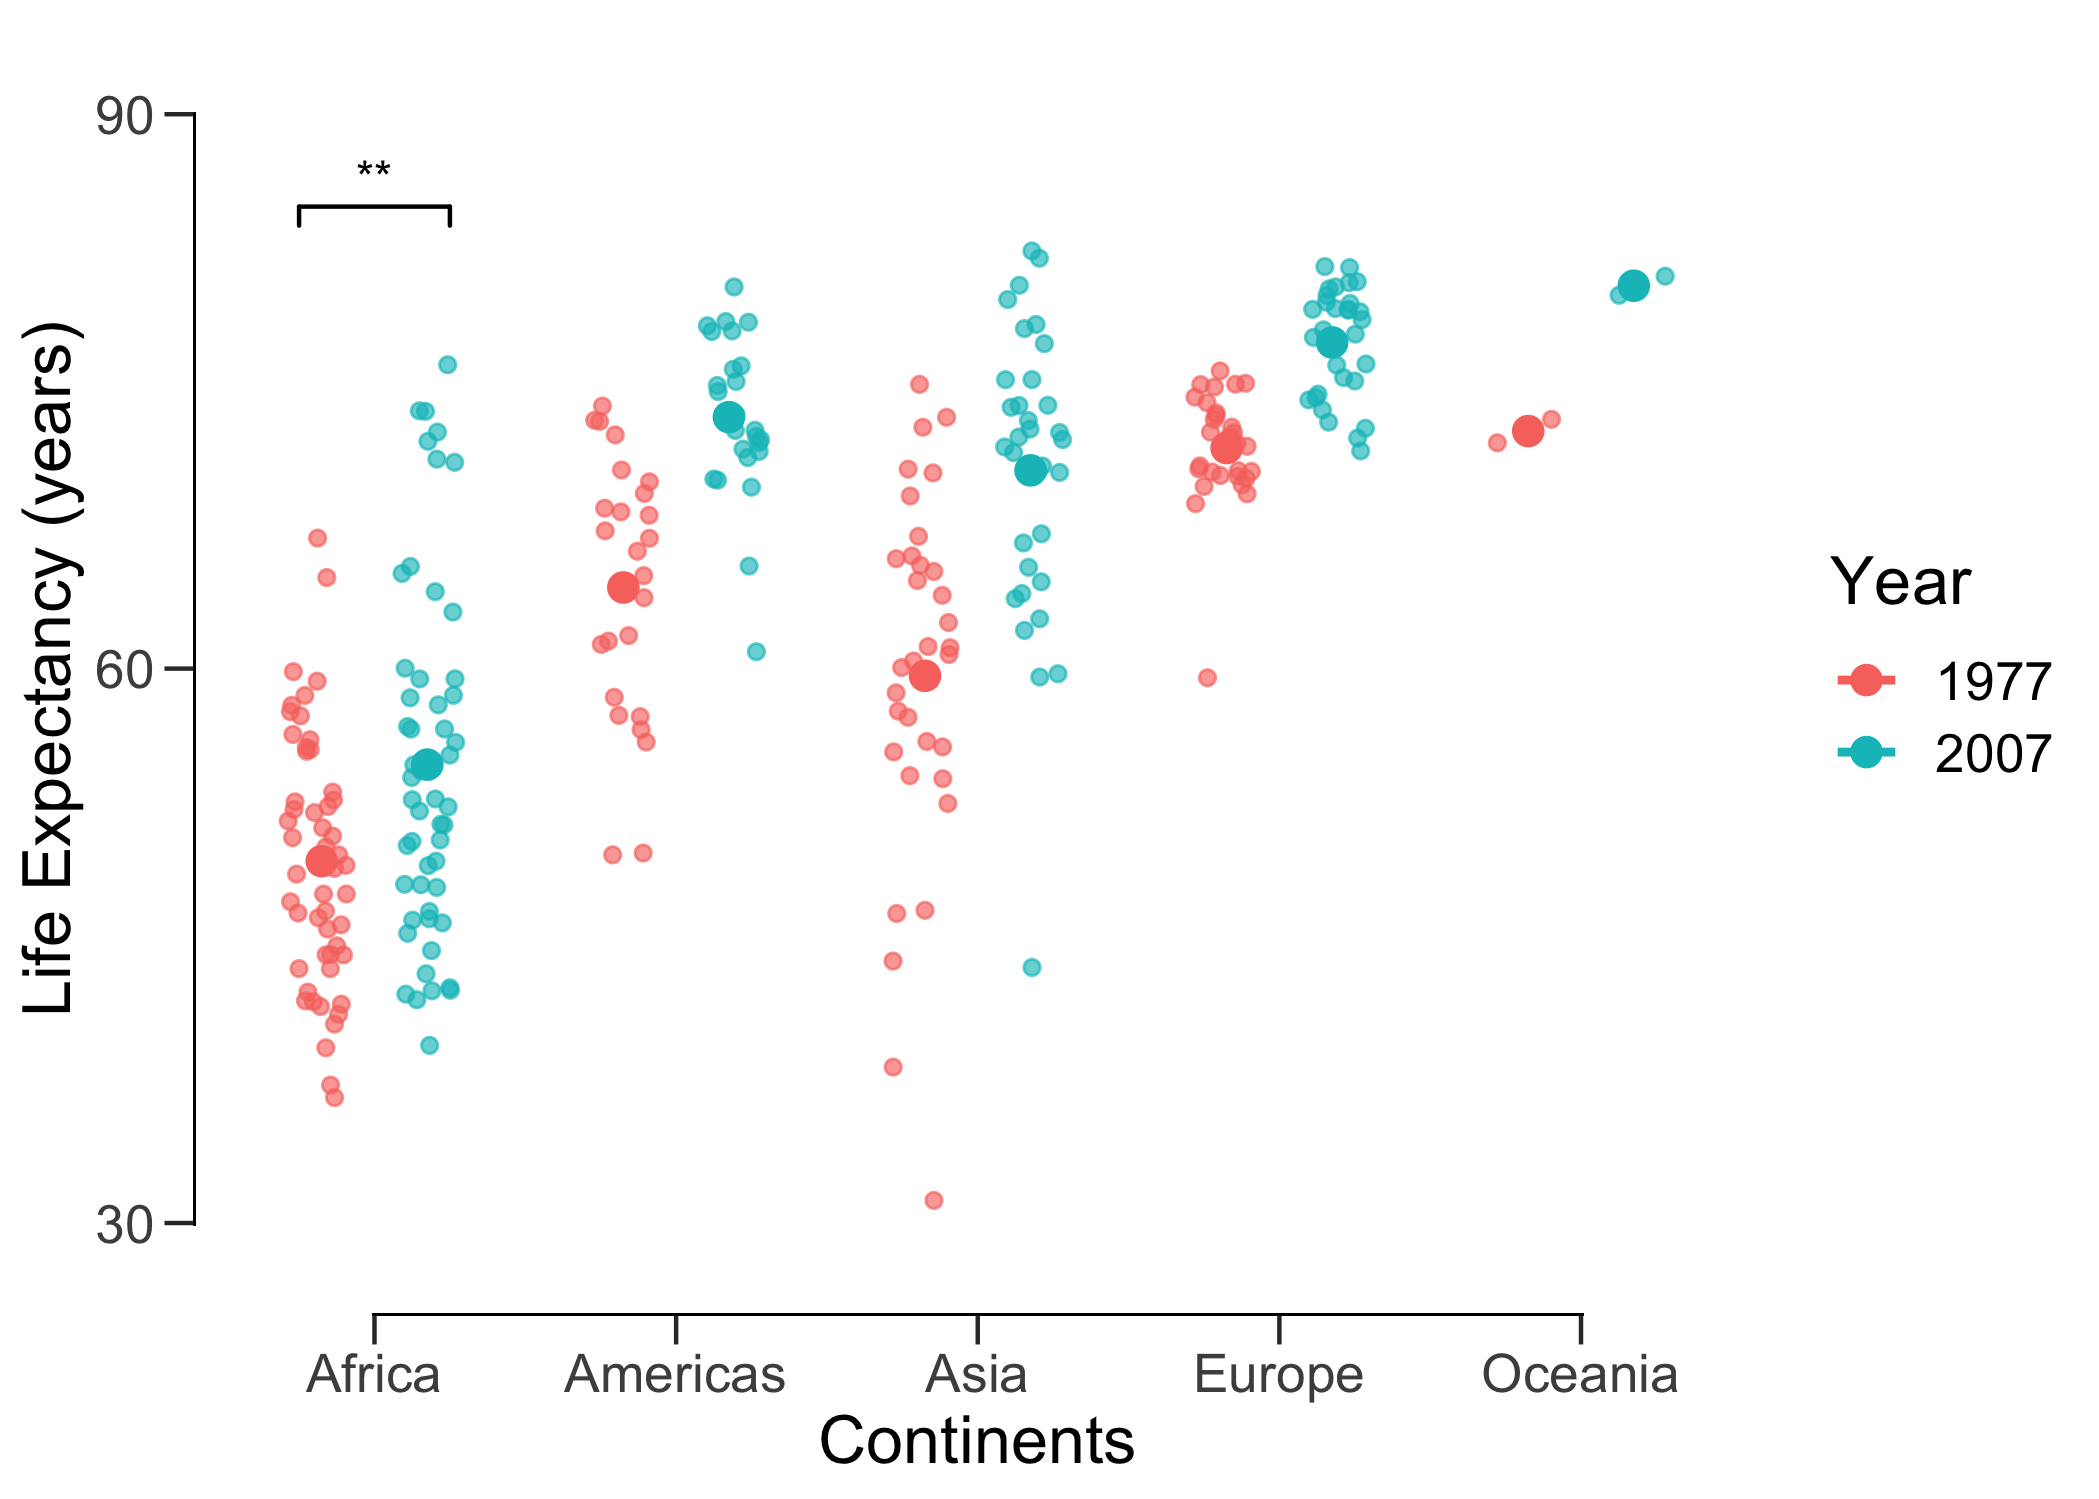 90
**
60
30
Life Expectancy (years)
Africa
Americas
Asia
Europe
Oceania
Continents
Year
1977
2007